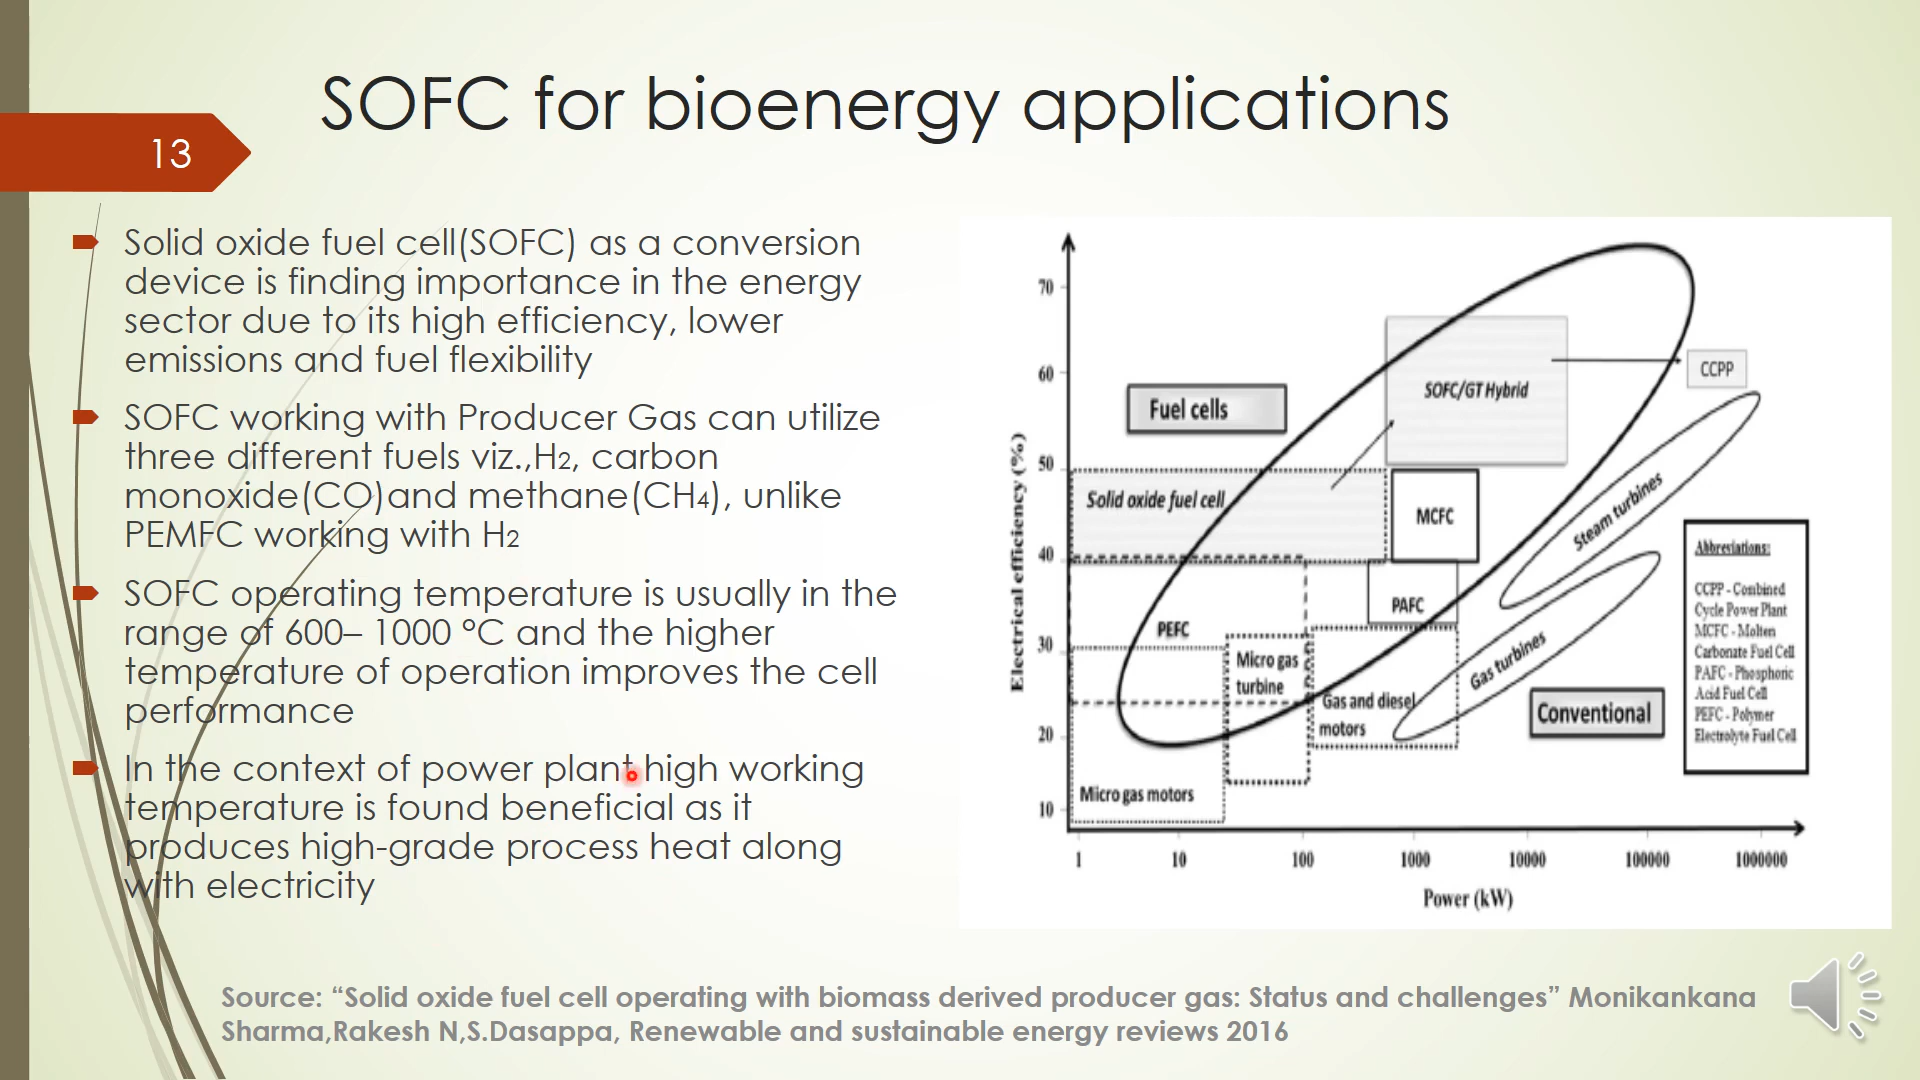 SOFC for bioenergy applications
13
Solid oxide fuel cell(SOFC) as a conversion
device is finding importance in the energy
sector due to its high efficiency, lower
emissions and fuel flexibility
SOFC working with Producer Gas can utilize
three different fuels viz.,H2, carbon
monoxide(CO)and methane(CH4), unlike
PEMFC working with H2
SOFC operating temperature is usually in the
range of 600– 1000 °C and the higher
temperature of operation improves the cell
performance
In the context of power plant high working
temperature is found beneficial as it
produces high-grade process heat along
with electricity
Electrical efficiency (%)
70
60
50
40
30
20
10
1
10
100
1000
10000
100000
1000000
Power (kW)
Fuel cells
SOFC/GT Hybrid
CCPP
Solid oxide fuel cell
MCFC
PAFC
PEFC
Micro gas
turbine
Gas and diesel
motors
Micro gas motors
Steam turbines
Gas turbines
Conventional
Abbreviations:
CCPP - Combined
Cycle Power Plant
MCFC - Molten
Carbonate Fuel Cell
PAFC - Phosphoric
Acid Fuel Cell
PEFC - Polymer
Electrolyte Fuel Cell
Source: “Solid oxide fuel cell operating with biomass derived producer gas: Status and challenges” Monikankana
Sharma,Rakesh N,S.Dasappa, Renewable and sustainable energy reviews 2016